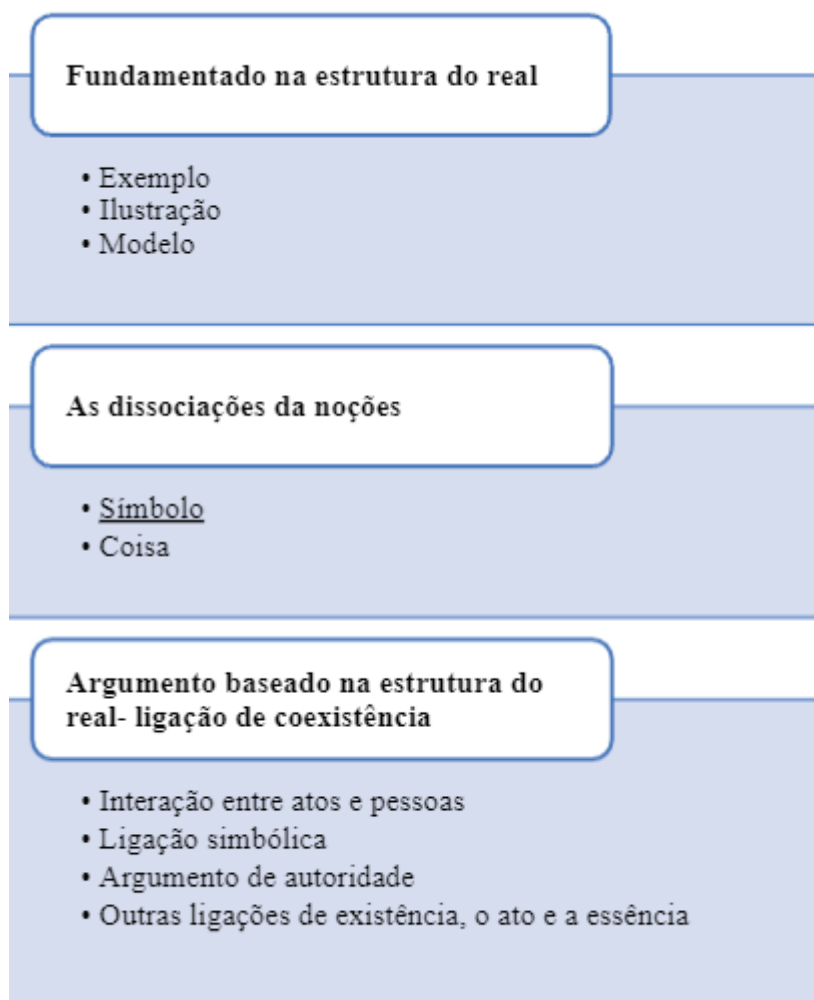 Fundamentado na estrutura do real
• Exemplo
• Ilustração
• Modelo
As dissociações da noções
• Símbolo
• Coisa
Argumento baseado na estrutura do
real- ligação de coexistência
• Interação entre atos e pessoas
• Ligação simbólica
• Argumento de autoridade
• Outras ligações de existência, o ato e a essência